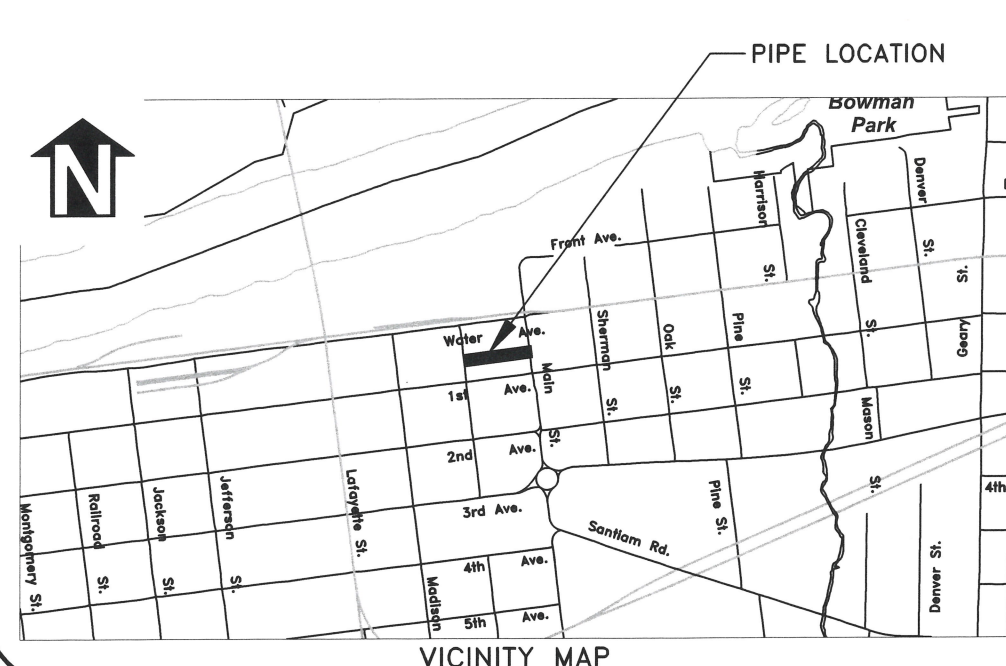 PIPE LOCATION
Bowman
Park
N
Denver
St.
Harrison
St.
Cleveland
St.
St.
Geary
Front Ave.
Water Ave.
Sherman
St.
Oak
St.
Pine
St.
Main
St.
1st Ave.
2nd Ave.
3rd Ave.
4th Ave.
5th Ave.
Mason
St.
4th
Montgomery St.
Railroad
St.
Jackson
St.
Jefferson
St.
Lafayette St.
Madison
Pine St.
Santiam Rd.
Denver St.
VICINITY MAP